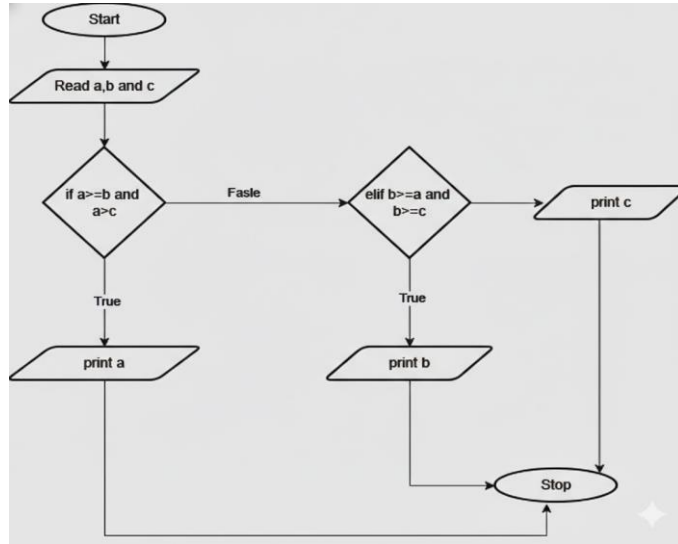 Start
Read a,b and c
if a>=b and
a>c
Fasle
elif b>=a and
b>=c
print c
True
True
print a
print b
Stop